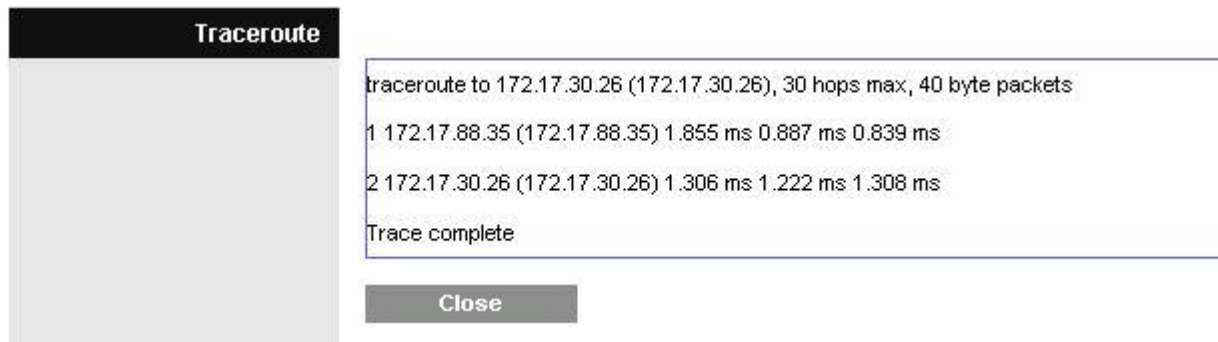 Traceroute
traceroute to 172.17.30.26 (172.17.30.26), 30 hops max, 40 byte packets
1 172.17.88.35 (172.17.88.35) 1.855 ms 0.887 ms 0.839 ms
2 172.17.30.26 (172.17.30.26) 1.306 ms 1.222 ms 1.308 ms
Trace complete
Close